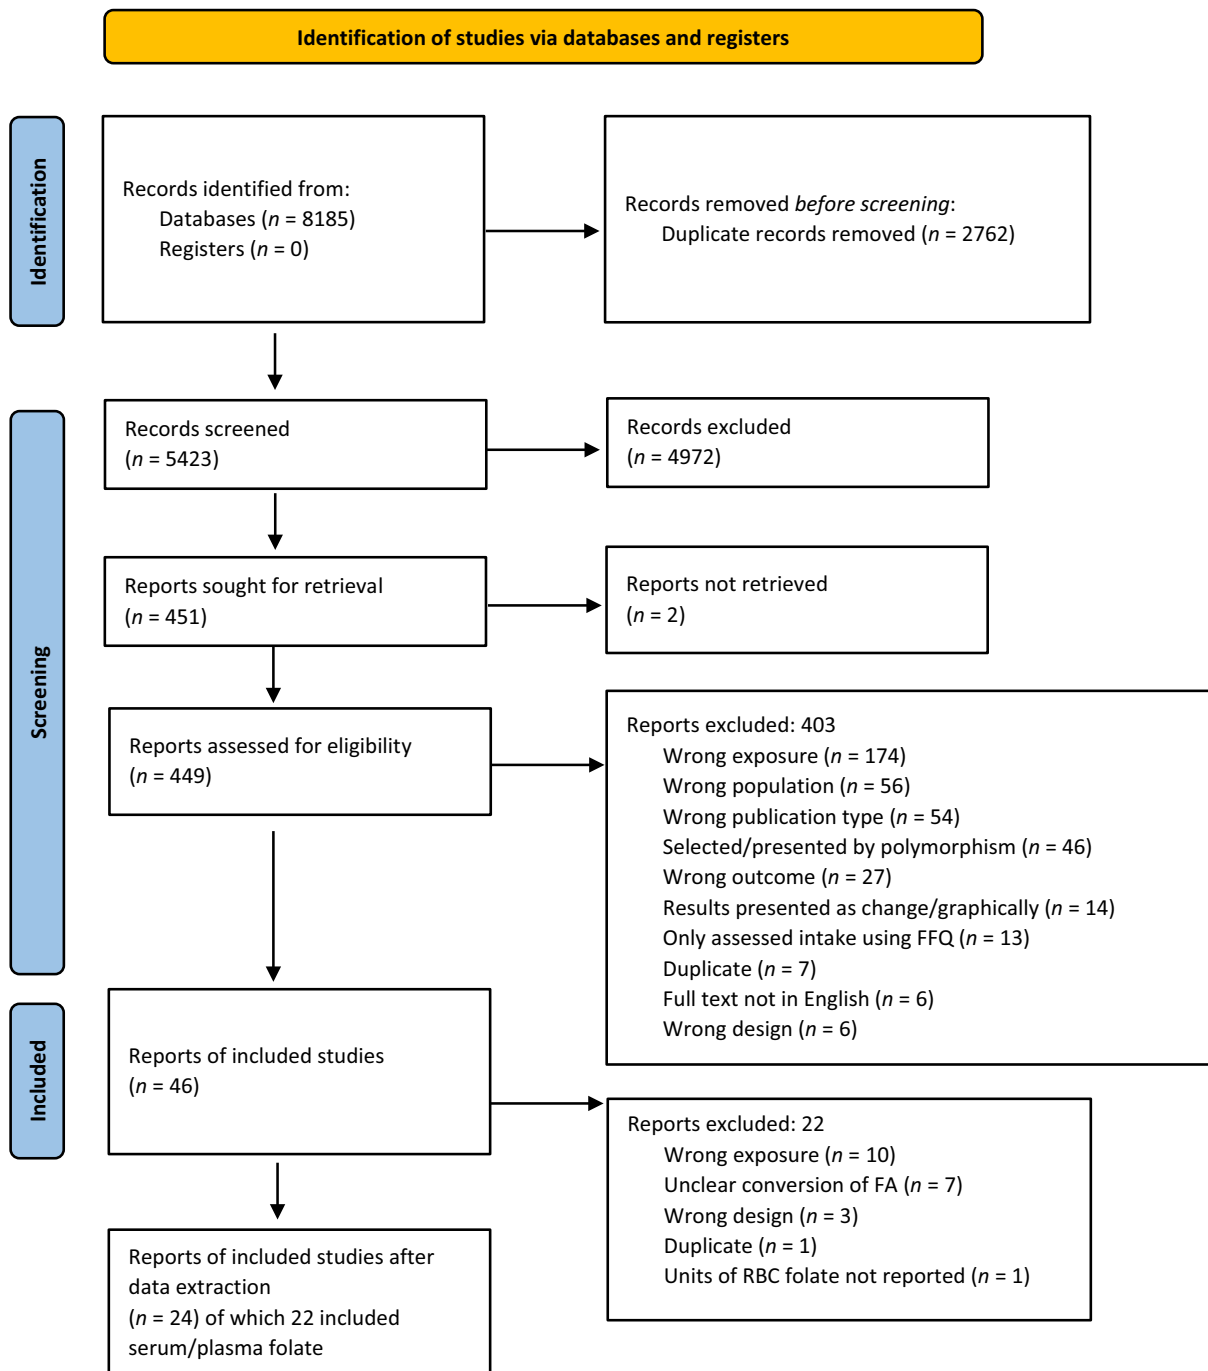 Identification of studies via databases and registers
Identification
Records identified from:
Databases (n = 8185)
Registers (n = 0)
Records removed before screening:
Duplicate records removed (n = 2762)
Screening
Records screened
(n = 5423)
Records excluded
(n = 4972)
Reports sought for retrieval
(n = 451)
Reports not retrieved
(n = 2)
Reports assessed for eligibility
(n = 449)
Reports excluded: 403
Wrong exposure (n = 174)
Wrong population (n = 56)
Wrong publication type (n = 54)
Selected/presented by polymorphism (n = 46)
Wrong outcome (n = 27)
Results presented as change/graphically (n = 14)
Only assessed intake using FFQ (n = 13)
Duplicate (n = 7)
Full text not in English (n = 6)
Wrong design (n = 6)
Included
Reports of included studies
(n = 46)
Reports excluded: 22
Wrong exposure (n = 10)
Unclear conversion of FA (n = 7)
Wrong design (n = 3)
Duplicate (n = 1)
Units of RBC folate not reported (n = 1)
Reports of included studies after
data extraction
(n = 24) of which 22 included
serum/plasma folate